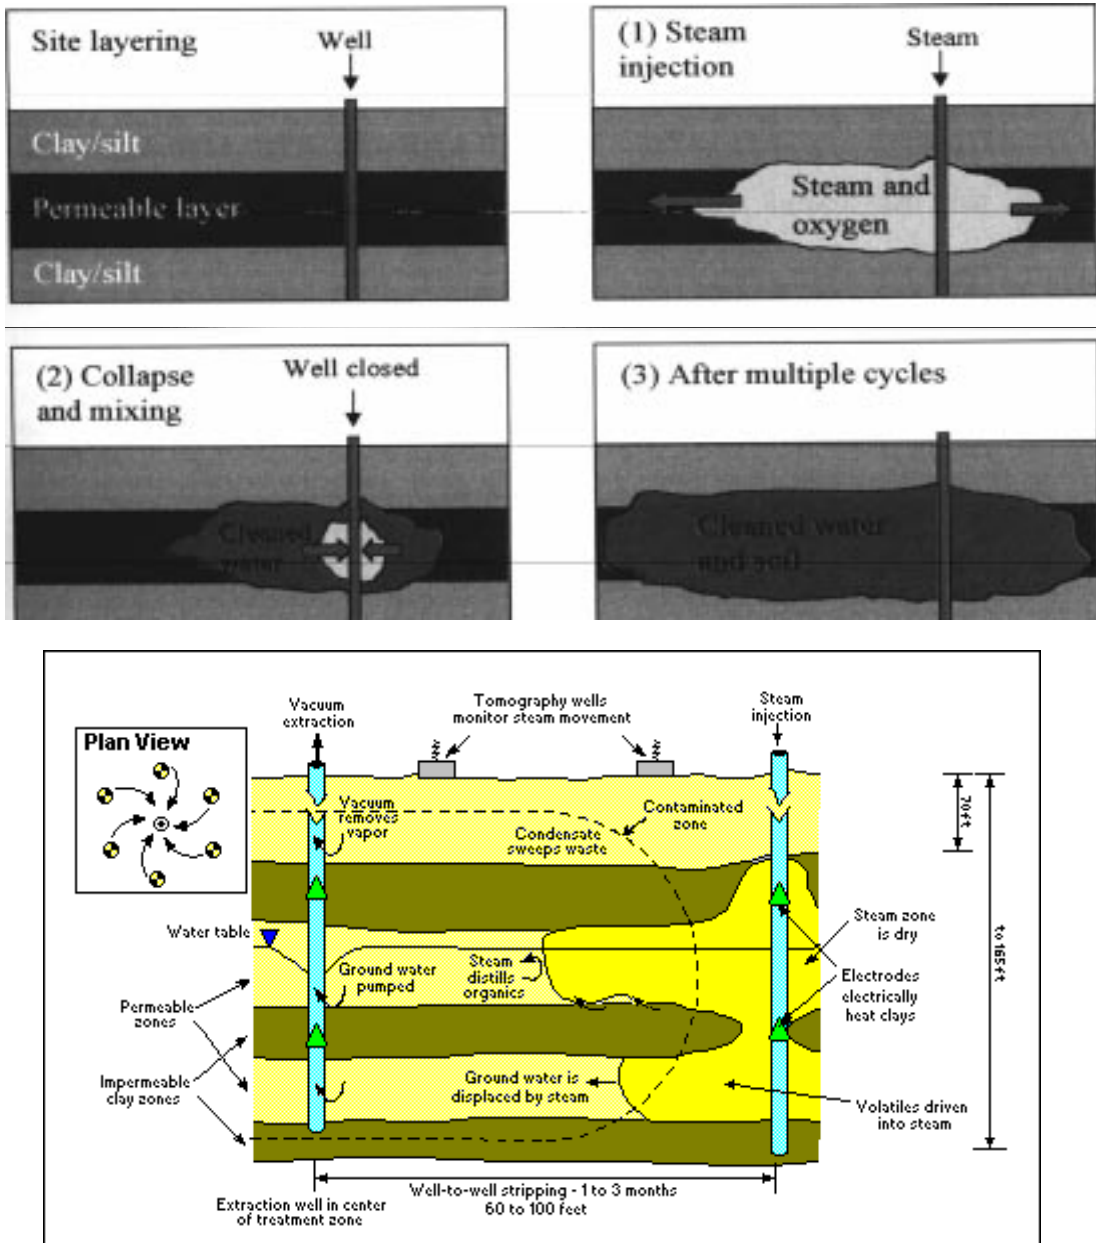 Site layering
Well
Clay/silt
Permeable layer
Clay/silt
(1) Steam
injection
Steam
Steam and
oxygen
(2) Collapse
and mixing
Well closed
Cleaned
water
(3) After multiple cycles
Cleaned water
and soil
Plan View
Vacuum
extraction
Tomography wells
monitor steam movement
Steam
injection
Vacuum
removes
vapor
Condensate
sweeps waste
Contaminated
zone
70ft
to 165ft
Water table
Ground water
pumped
Steam
distills
organics
Steam zone
is dry
Electrodes
electrically
heat clays
Permeable
zones
Impermeable
clay zones
Ground water is
displaced by steam
Volatiles driven
into steam
Well-to-well stripping - 1 to 3 months
60 to 100 feet
Extraction well in center
of treatment zone